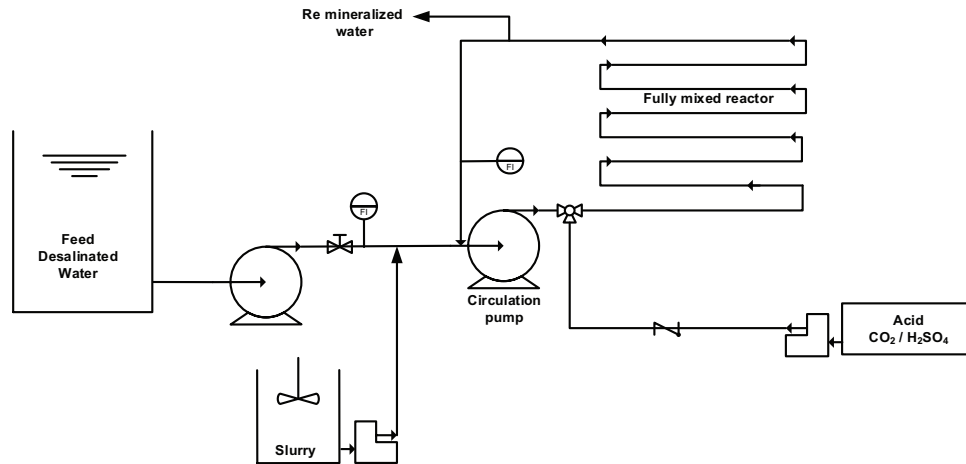 Re mineralized
water
Fully mixed reactor
FI
FI
Feed
Desalinated
Water
Circulation
pump
Acid
CO₂ / H₂SO₄
Slurry